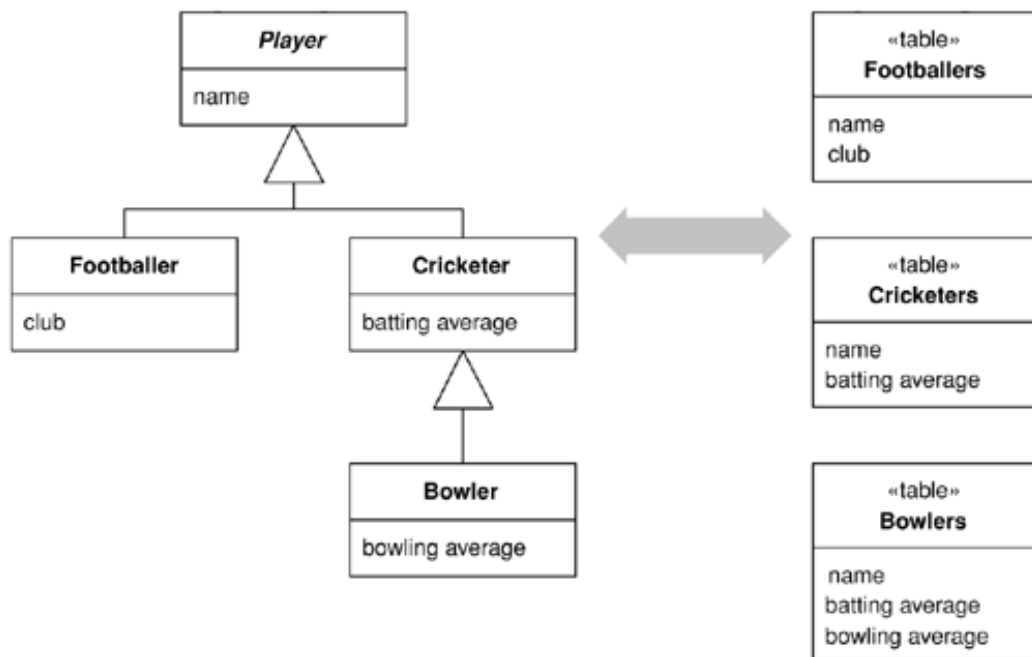 Player
name
Footballer
club
Cricketer
batting average
Bowler
bowling average
«table»
Footballers
name
club
«table»
Cricketers
name
batting average
«table»
Bowlers
name
batting average
bowling average